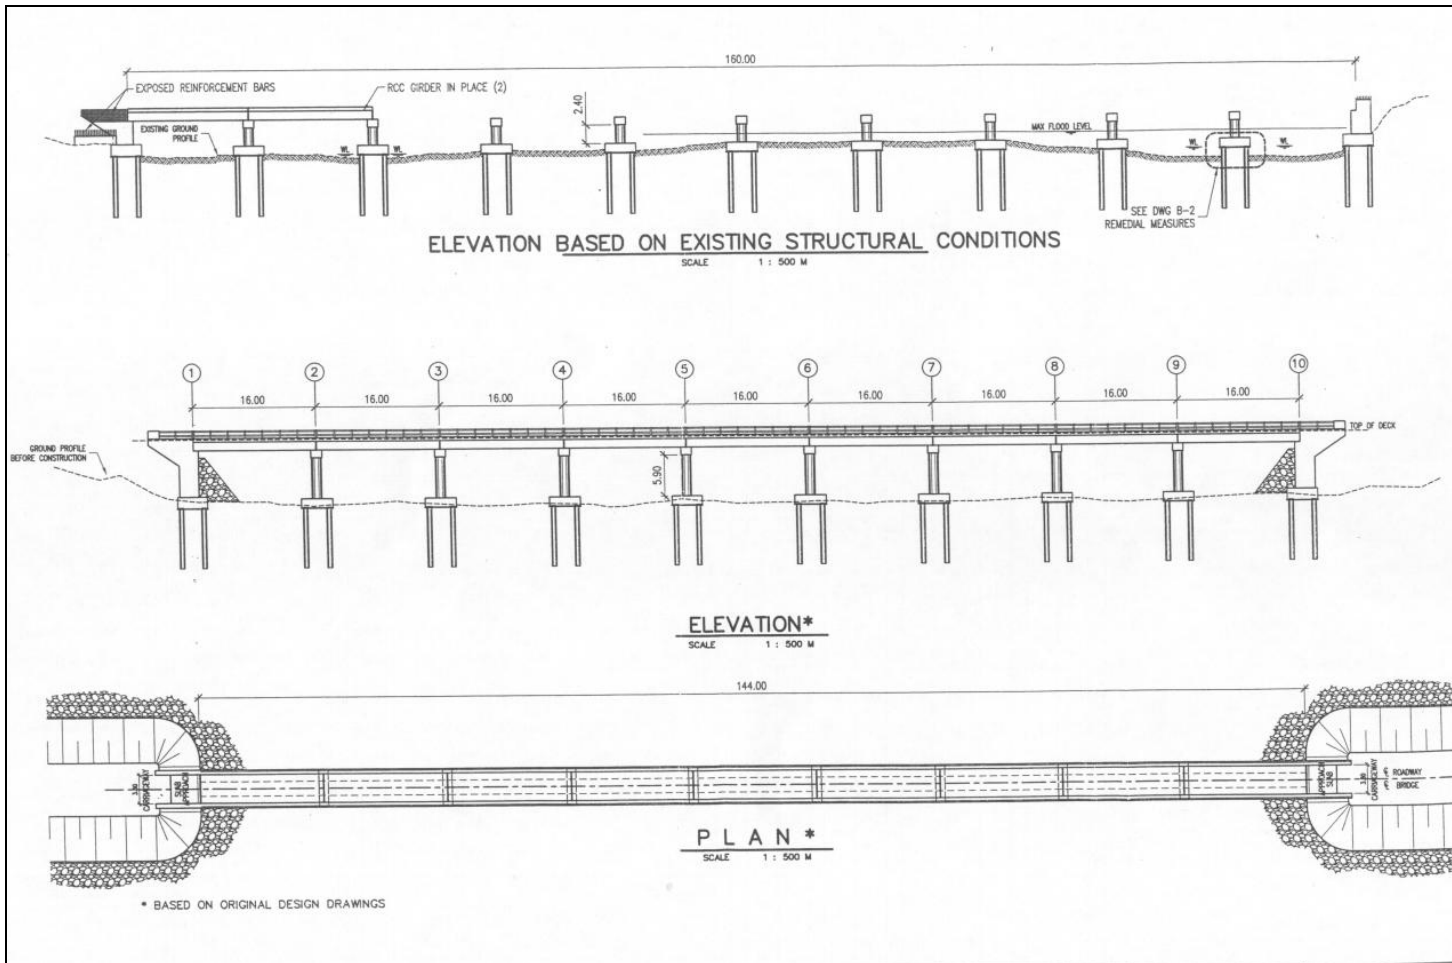 160.00
EXPOSED REINFORCEMENT BARS
RCC GIRDER IN PLACE (2)
2.40
EXISTING GROUND
PROFILE
MAX FLOOD LEVEL
WL
WL
WL
WL
SEE DWG B-2
REMEDIAL MEASURES
ELEVATION BASED ON EXISTING STRUCTURAL CONDITIONS
SCALE 1 : 500 M
1 2 3 4 5 6 7 8 9 10
16.00 16.00 16.00 16.00 16.00 16.00 16.00 16.00 16.00
TOP OF DECK
GROUND PROFILE
BEFORE CONSTRUCTION
5.90
ELEVATION*
SCALE 1 : 500 M
144.00
3.80
CARRIAGEWAY
SLAB
APPROACH
APPROACH
SLAB
3.80
CARRIAGEWAY
ROADWAY
BRIDGE
P L A N *
SCALE 1 : 500 M
* BASED ON ORIGINAL DESIGN DRAWINGS